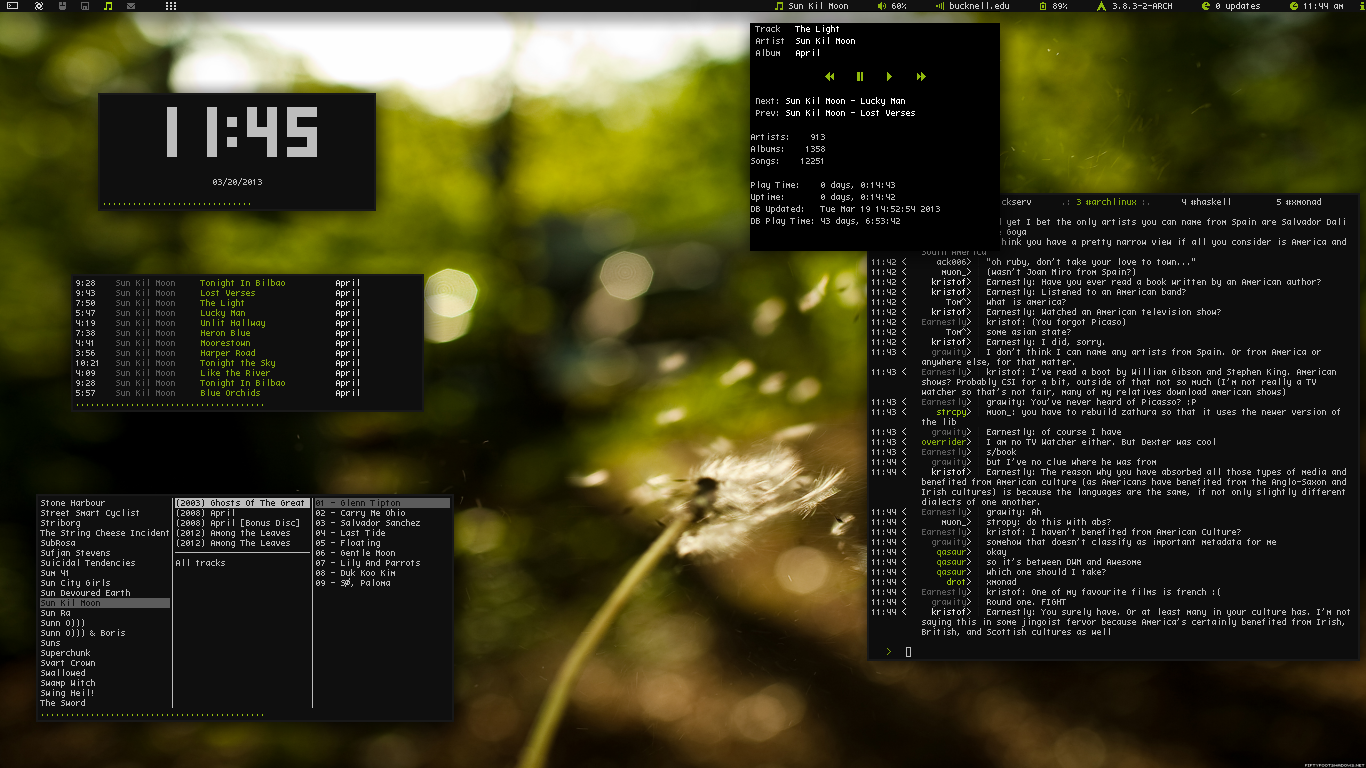 Sun Kil Moon 60% bucknell.edu 89% 3.8.3-2-ARCH 0 updates 11:44 am
Track The Light
Artist Sun Kil Moon
Album April
Next: Sun Kil Moon - Lucky Man
Prev: Sun Kil Moon - Lost Verses
Artists: 913
Albums: 1358
Songs: 12251
Play Time: 0 days, 0:14:43
Uptime: 0 days, 0:14:42
DB Updated: Tue Mar 19 14:52:54 2013
DB Play Time: 43 days, 6:53:42
11:45
03/20/2013
9:28 Sun Kil Moon Tonight In Bilbao April
9:43 Sun Kil Moon Lost Verses April
7:50 Sun Kil Moon The Light April
5:47 Sun Kil Moon Lucky Man April
4:19 Sun Kil Moon Unlit Hallway April
7:38 Sun Kil Moon Heron Blue April
4:41 Sun Kil Moon Moorestown April
3:56 Sun Kil Moon Harper Road April
10:21 Sun Kil Moon Tonight the Sky April
4:09 Sun Kil Moon Like the River April
9:28 Sun Kil Moon Tonight In Bilbao April
5:57 Sun Kil Moon Blue Orchids April
Stone Harbour
Street Smart Cyclist
Striborg
The String Cheese Incident
SubRosa
Sufjan Stevens
Suicidal Tendencies
Sum 41
Sun City Girls
Sun Devoured Earth
Sun Kil Moon
Sun Ra
Sunn O)))
Sunn O))) & Boris
Suns
Superchunk
Svart Crown
Swallowed
Swamp Witch
Swing Heil!
The Sword
(2003) Ghosts Of The Great
(2008) April
(2008) April [Bonus Disc]
(2012) Among The Leaves
(2012) Among The Leaves
All tracks
01 - Glenn Tipton
02 - Carry Me Ohio
03 - Salvador Sanchez
04 - Last Tide
05 - Floating
06 - Gentle Moon
07 - Lily And Parrots
08 - Duk Koo Kim
09 - Sø, Paloma
ckserv .: 3 #archlinux :. 4 #haskell 5 #xmonad
yet I bet the only artists you can name from Spain are Salvador Dali
Goya
hink you have a pretty narrow view if all you consider is America and
South America
11:42 < ack006> "oh ruby, don't take your love to town..."
11:42 < muon_> (wasn't Joan Miro from Spain?)
11:42 < kristof> Earnestly: Have you ever read a book written by an American author?
11:42 < kristof> Earnestly: Listened to an American band?
11:42 < Tom^> what is america?
11:42 < kristof> Earnestly: Watched an American television show?
11:42 < Earnestly> kristof: (You forgot Picaso)
11:42 < Tom^> some asian state?
11:42 < kristof> Earnestly: I did, sorry.
11:43 < grawity> I don't think I can name any artists from Spain. Or from America or
anywhere else, for that matter.
11:43 < Earnestly> kristof: I've read a boot by William Gibson and Stephen King. American
shows? Probably CSI for a bit, outside of that not so much (I'm not really a TV
watcher so that's not fair, many of my relatives download american shows)
11:43 < Earnestly> grawity: You've never heard of Picasso? :P
11:43 < strcpy> muon_: you have to rebuild zathura so that it uses the newer version of
the lib
11:43 < grawity> Earnestly: of course I have
11:43 < overrider> I am no TV Watcher either. But Dexter was cool
11:43 < Earnestly> s/book
11:43 < grawity> but I've no clue where he was from
11:43 < kristof> Earnestly: The reason why you have absorbed all those types of media and
benefited from American culture (as Americans have benefited from the Anglo-Saxon and
Irish cultures) is because the languages are the same, if not only slightly different
dialects of one another.
11:44 < Earnestly> grawity: Ah
11:44 < muon_> strcpy: do this with abs?
11:44 < Earnestly> kristof: I haven't benefited from American Culture?
11:44 < grawity> somehow that doesn't classify as important metadata for me
11:44 < qasaur> okay
11:44 < qasaur> so it's between DWM and Awesome
11:44 < qasaur> which one should I take?
11:44 < drot> xmonad
11:44 < Earnestly> kristof: One of my favourite films is french :(
11:44 < grawity> Round one. FIGHT
11:44 < kristof> Earnestly: You surely have. Or at least many in your culture has. I'm not
saying this in some jingoist fervor because America's certainly benefited from Irish,
British, and Scottish cultures as well
>
FIFTYFOOTSHADOWS.NET